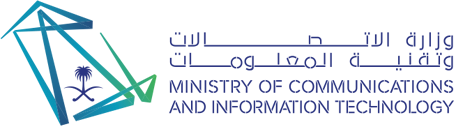 وزارة الاتصالات
وتقنية المعلومات
MINISTRY OF COMMUNICATIONS
AND INFORMATION TECHNOLOGY